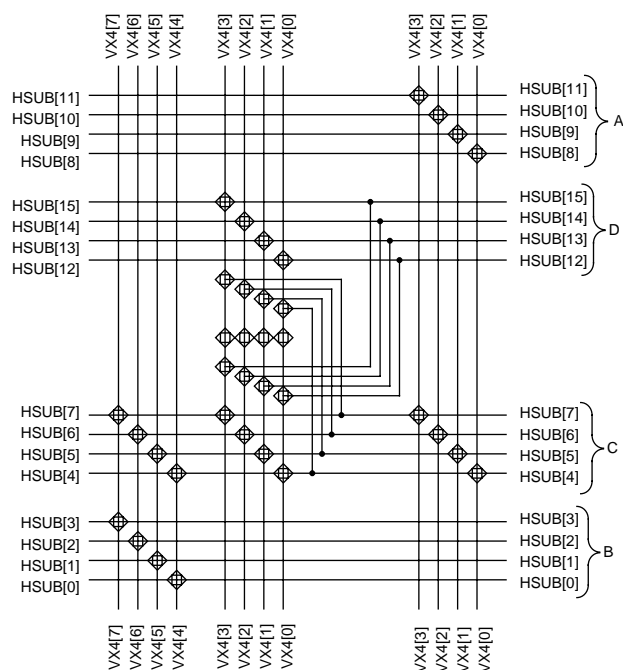 VX4[7] VX4[6] VX4[5] VX4[4] VX4[3] VX4[2] VX4[1] VX4[0] VX4[3] VX4[2] VX4[1] VX4[0]
HSUB[11] HSUB[11]
HSUB[10] HSUB[10] A
HSUB[9] HSUB[9]
HSUB[8] HSUB[8]
HSUB[15] HSUB[15]
HSUB[14] HSUB[14] D
HSUB[13] HSUB[13]
HSUB[12] HSUB[12]
HSUB[7] HSUB[7]
HSUB[6] HSUB[6] C
HSUB[5] HSUB[5]
HSUB[4] HSUB[4]
HSUB[3] HSUB[3]
HSUB[2] HSUB[2] B
HSUB[1] HSUB[1]
HSUB[0] HSUB[0]
VX4[7] VX4[6] VX4[5] VX4[4] VX4[3] VX4[2] VX4[1] VX4[0] VX4[3] VX4[2] VX4[1] VX4[0]